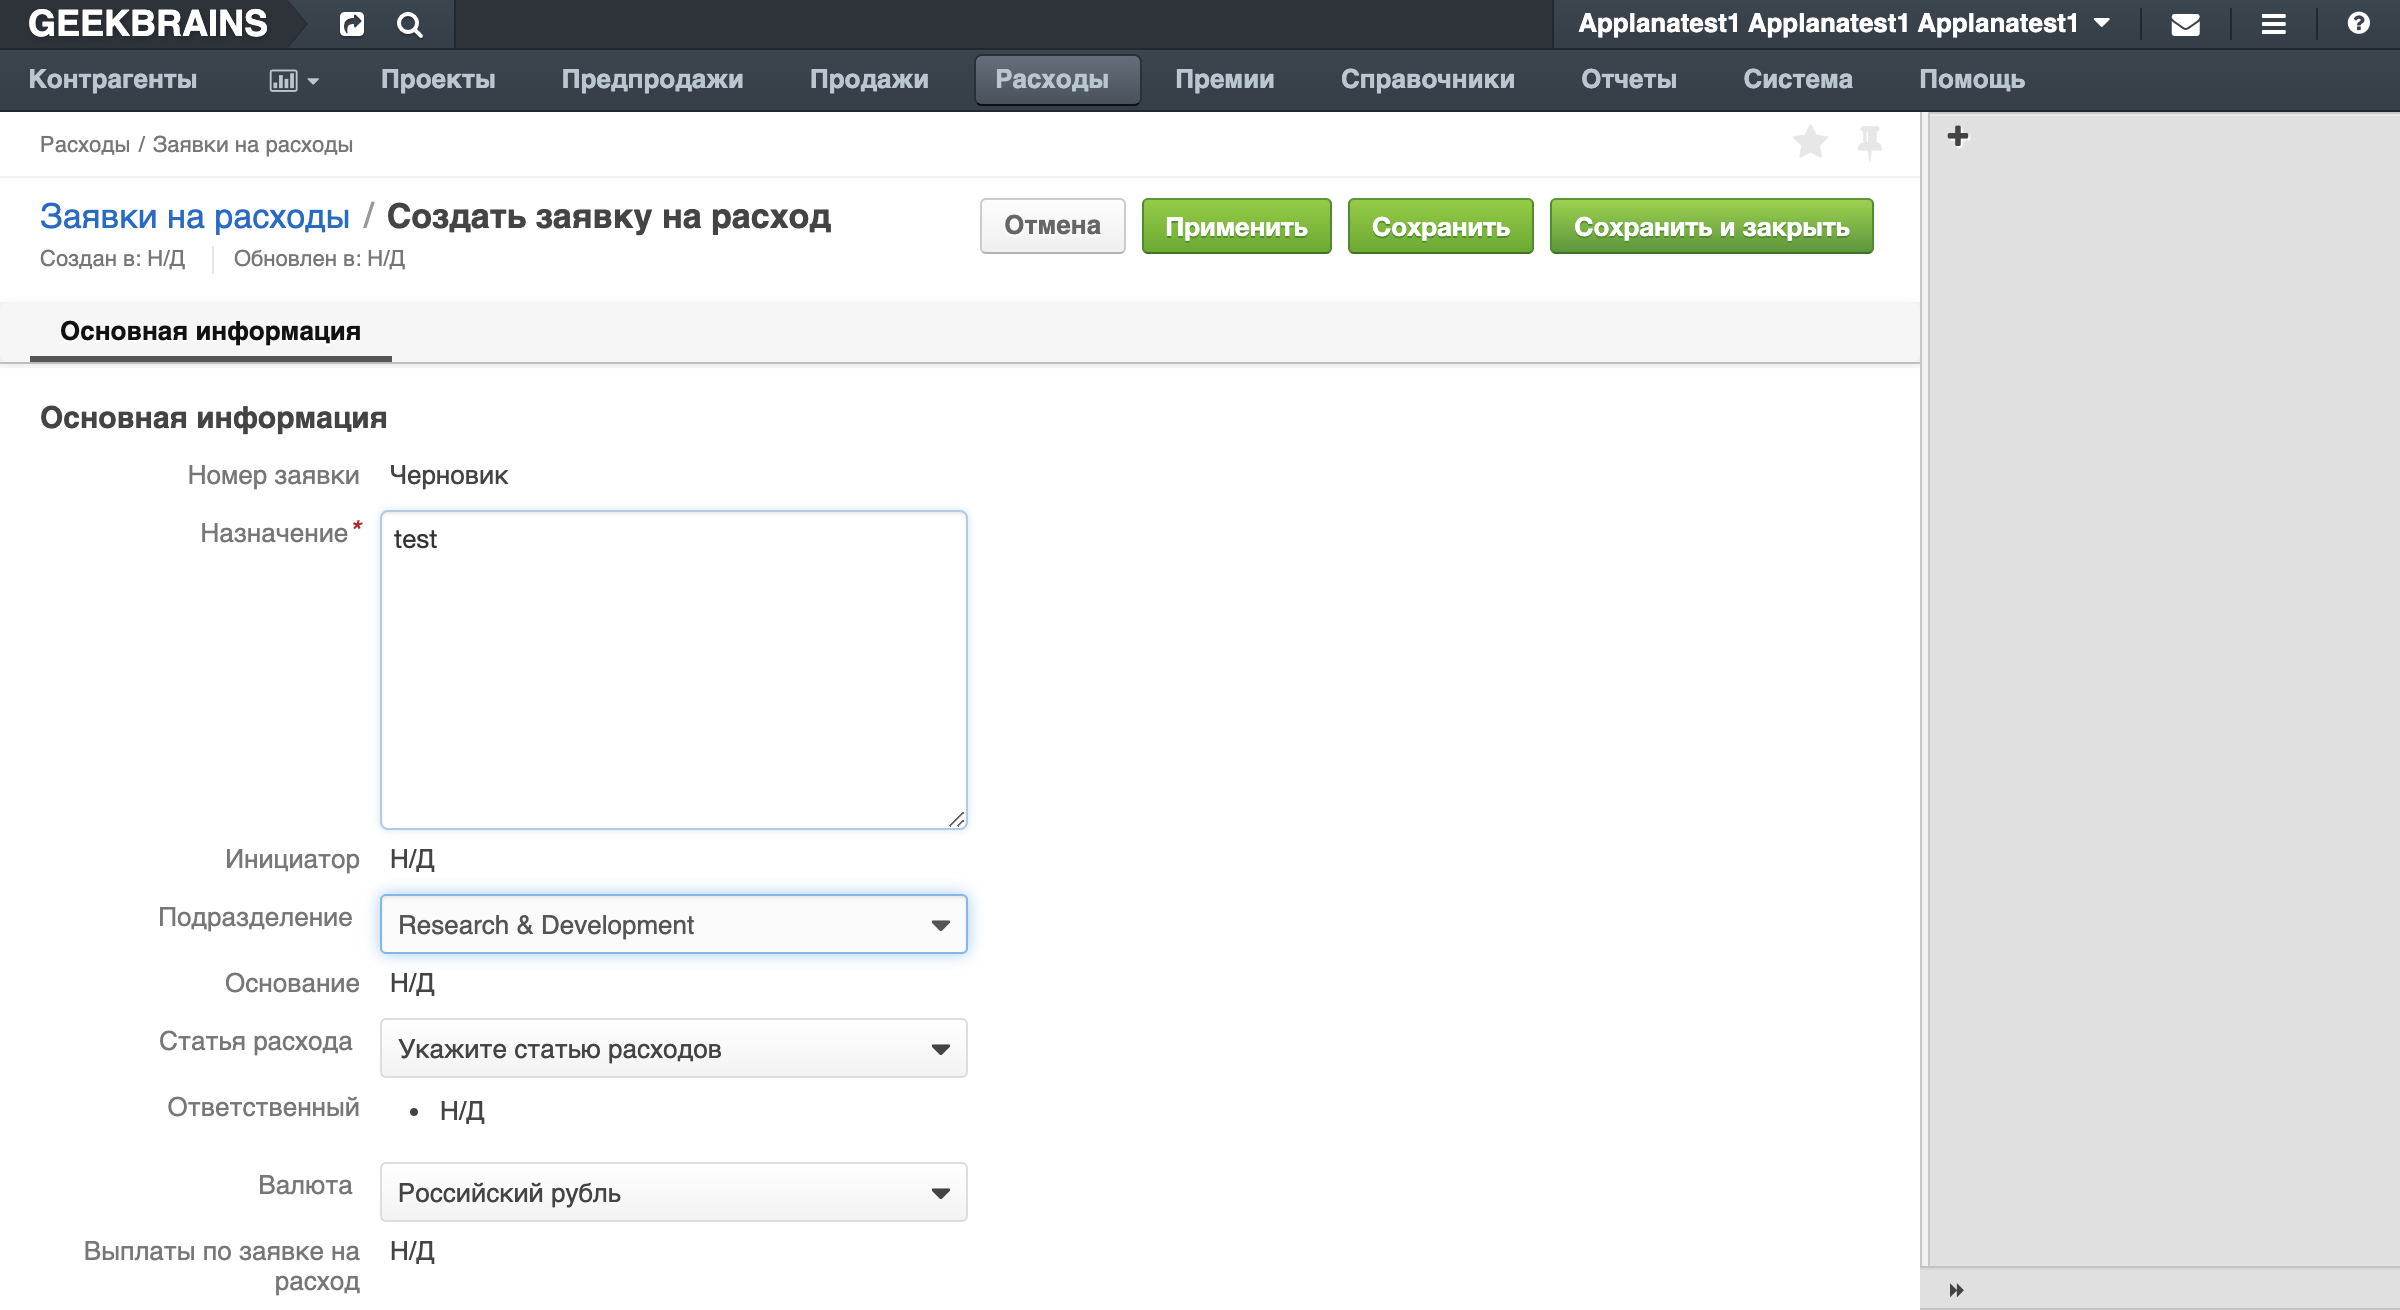 GEEKBRAINS
Applanatest1 Applanatest1 Applanatest1
Контрагенты Проекты Предпродажи Продажи Расходы Премии Справочники Отчеты Система Помощь
Расходы / Заявки на расходы
Заявки на расходы / Создать заявку на расход
Отмена Применить Сохранить Сохранить и закрыть
Создан в: Н/Д Обновлен в: Н/Д
Основная информация
Основная информация
Номер заявки Черновик
Назначение* test
Инициатор Н/Д
Подразделение Research & Development
Основание Н/Д
Статья расхода Укажите статью расходов
Ответственный • Н/Д
Валюта Российский рубль
Выплаты по заявке на Н/Д
расход